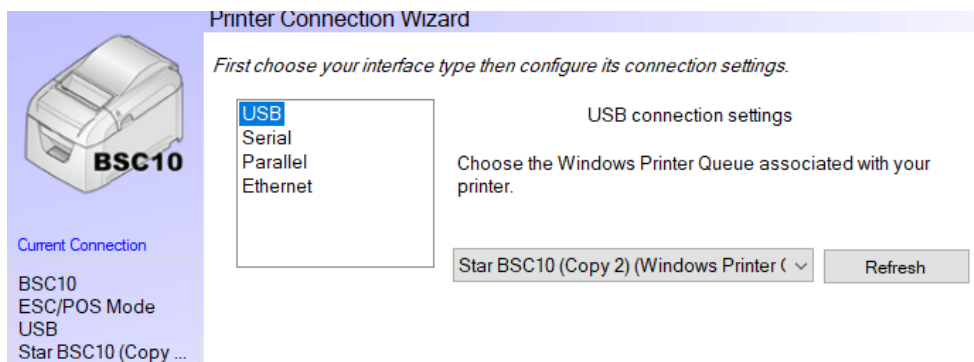 Printer Connection Wizard
First choose your interface type then configure its connection settings.
USB
Serial
Parallel
Ethernet
USB connection settings
Choose the Windows Printer Queue associated with your
printer.
Star BSC10 (Copy 2) (Windows Printer (
Refresh
BSC10
Current Connection
BSC10
ESC/POS Mode
USB
Star BSC10 (Copy ...